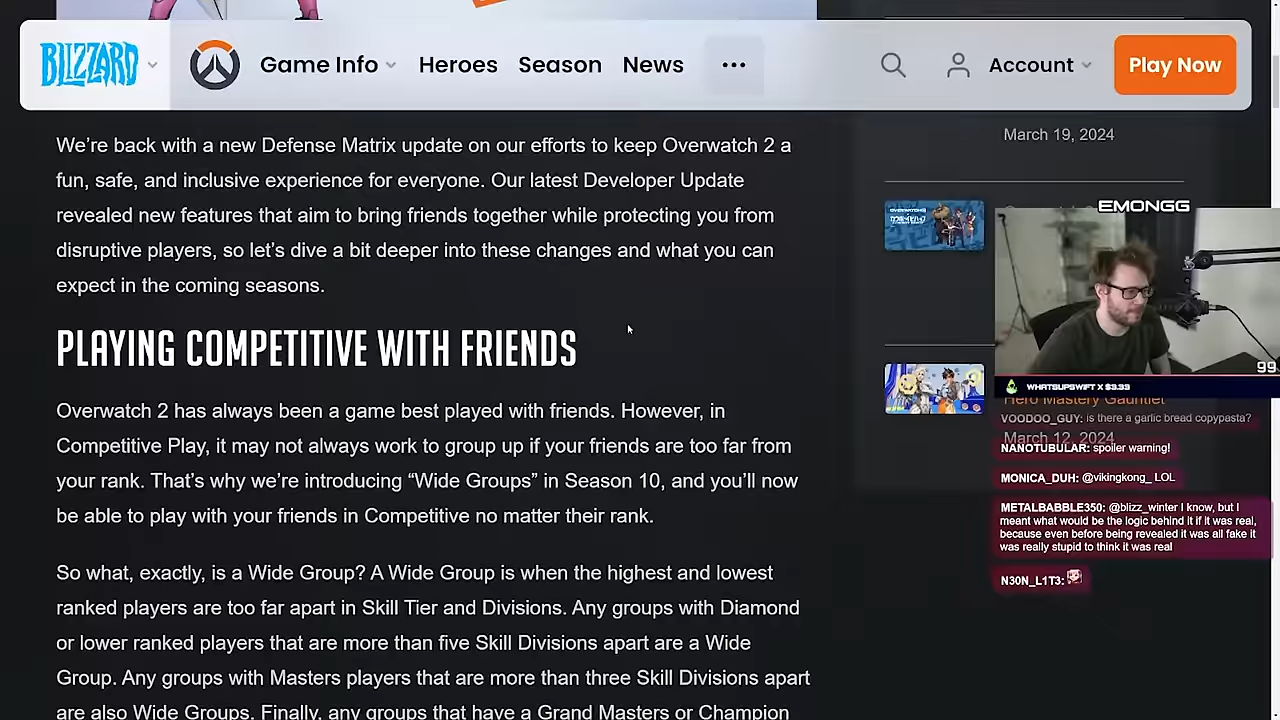 BLIZZARD
Game Info
Heroes
Season
News
Account
Play Now
We’re back with a new Defense Matrix update on our efforts to keep Overwatch 2 a
fun, safe, and inclusive experience for everyone. Our latest Developer Update
revealed new features that aim to bring friends together while protecting you from
disruptive players, so let’s dive a bit deeper into these changes and what you can
expect in the coming seasons.
PLAYING COMPETITIVE WITH FRIENDS
Overwatch 2 has always been a game best played with friends. However, in
Competitive Play, it may not always work to group up if your friends are too far from
your rank. That’s why we’re introducing “Wide Groups” in Season 10, and you’ll now
be able to play with your friends in Competitive no matter their rank.
So what, exactly, is a Wide Group? A Wide Group is when the highest and lowest
ranked players are too far apart in Skill Tier and Divisions. Any groups with Diamond
or lower ranked players that are more than five Skill Divisions apart are a Wide
Group. Any groups with Masters players that are more than three Skill Divisions apart
are also Wide Groups. Finally, any groups that have a Grand Masters or Champion
March 19, 2024
EMONGG
99
WHATSUPSWIFT X $3.33
Hero Mastery Gauntlet
VOODOO_GUY: is there a garlic bread copypasta?
March 12, 2024
NANOTUBULAR: spoiler warning!
MONICA_DUH: @vikingkong_ LOL
METALBABBLE350: @blizz_winter I know, but I
meant what would be the logic behind it if it was real,
because even before being revealed it was all fake it
was really stupid to think it was real
N30N_L1T3: